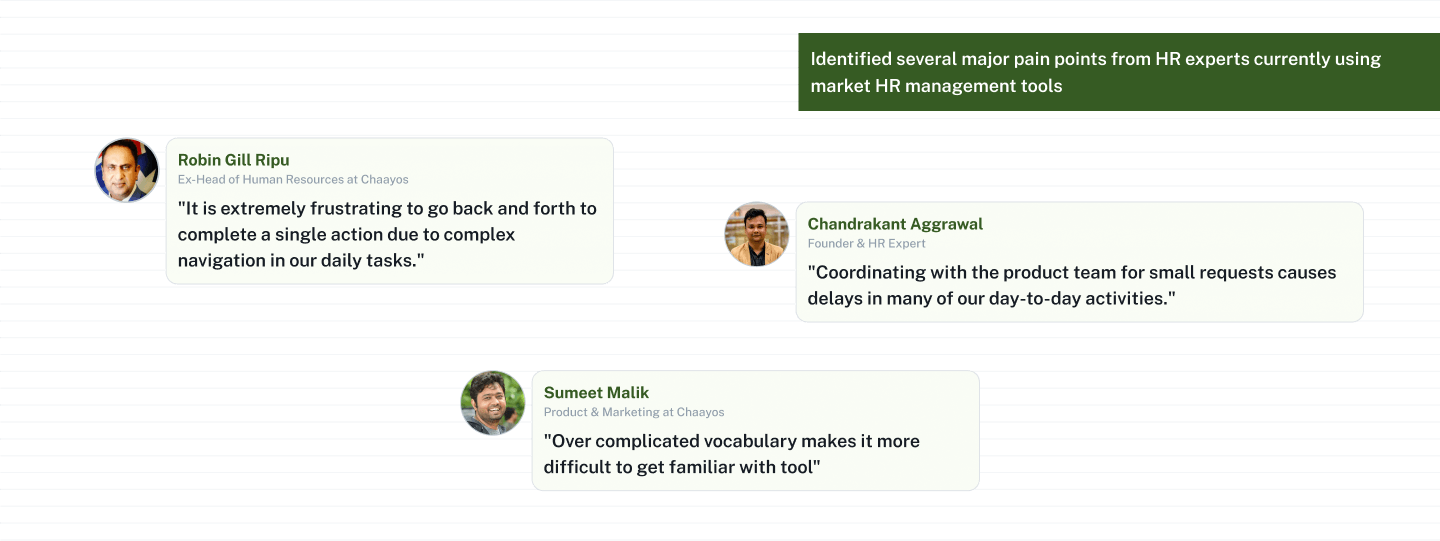 Identified several major pain points from HR experts currently using
market HR management tools
Robin Gill Ripu
Ex-Head of Human Resources at Chaayos
"It is extremely frustrating to go back and forth to
complete a single action due to complex
navigation in our daily tasks."
Chandrakant Aggrawal
Founder & HR Expert
"Coordinating with the product team for small requests causes
delays in many of our day-to-day activities."
Sumeet Malik
Product & Marketing at Chaayos
"Over complicated vocabulary makes it more
difficult to get familiar with tool"